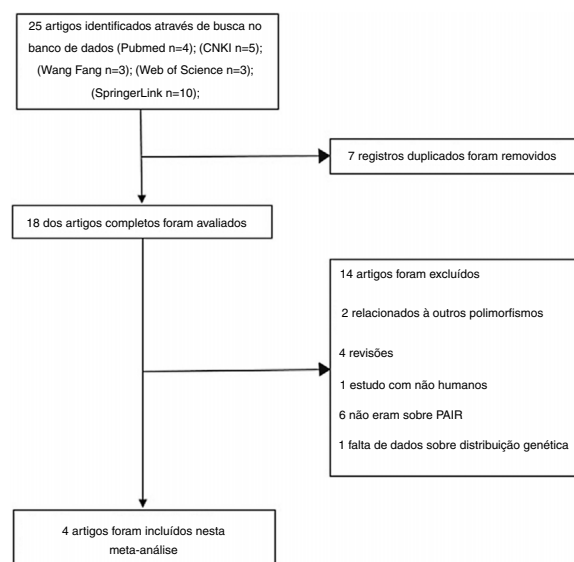 25 artigos identificados através de busca no
banco de dados (Pubmed n=4); (CNKI n=5);
(Wang Fang n=3); (Web of Science n=3);
(SpringerLink n=10);
7 registros duplicados foram removidos
18 dos artigos completos foram avaliados
14 artigos foram excluídos
2 relacionados à outros polimorfismos
4 revisões
1 estudo com não humanos
6 não eram sobre PAIR
1 falta de dados sobre distribuição genética
4 artigos foram incluídos nesta
meta-análise